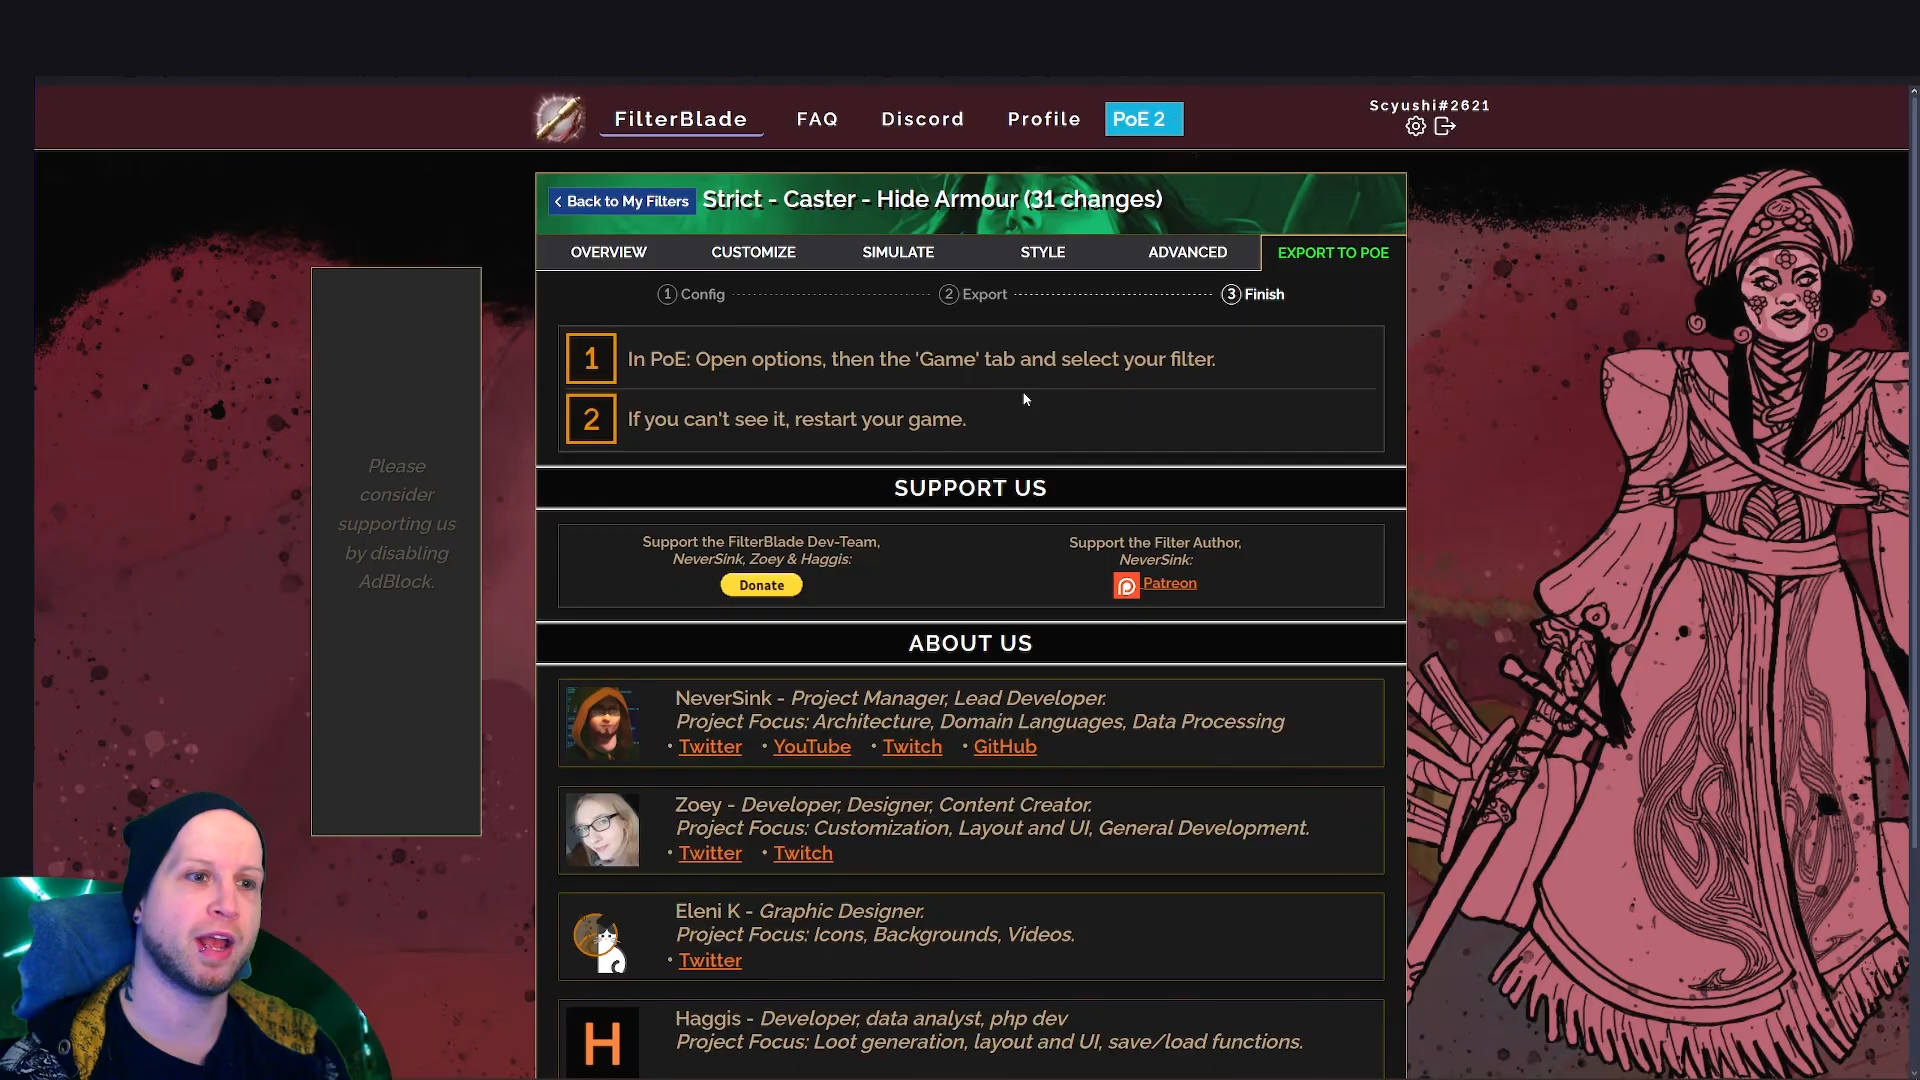 FilterBlade
FAQ
Discord
Profile
PoE 2
Scyushi#2621
Back to My Filters
Strict - Caster - Hide Armour (31 changes)
OVERVIEW
CUSTOMIZE
SIMULATE
STYLE
ADVANCED
EXPORT TO POE
1 Config
2 Export
3 Finish
1 In PoE: Open options, then the 'Game' tab and select your filter.
2 If you can't see it, restart your game.
Please
consider
supporting us
by disabling
AdBlock.
SUPPORT US
Support the FilterBlade Dev-Team,
NeverSink, Zoey & Haggis:
Donate
Support the Filter Author,
NeverSink:
Patreon
ABOUT US
NeverSink - Project Manager, Lead Developer.
Project Focus: Architecture, Domain Languages, Data Processing
• Twitter • YouTube • Twitch • GitHub
Zoey - Developer, Designer, Content Creator.
Project Focus: Customization, Layout and UI, General Development.
• Twitter • Twitch
Eleni K - Graphic Designer.
Project Focus: Icons, Backgrounds, Videos.
• Twitter
H
Haggis - Developer, data analyst, php dev
Project Focus: Loot generation, layout and UI, save/load functions.